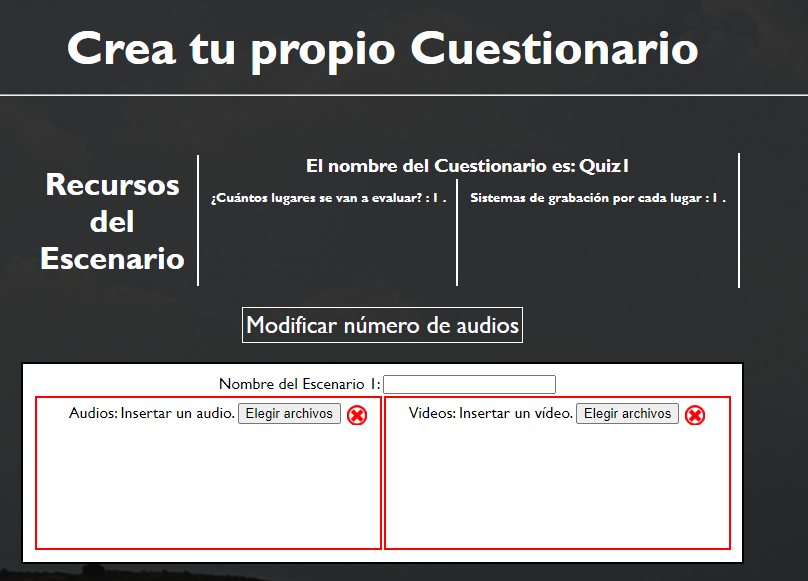 Crea tu propio Cuestionario
Recursos
del
Escenario
El nombre del Cuestionario es: Quiz1
¿Cuántos lugares se van a evaluar? : 1 .
Sistemas de grabación por cada lugar : 1 .
Modificar número de audios
Nombre del Escenario 1:
Audios: Insertar un audio. Elegir archivos
Videos: Insertar un vídeo. Elegir archivos